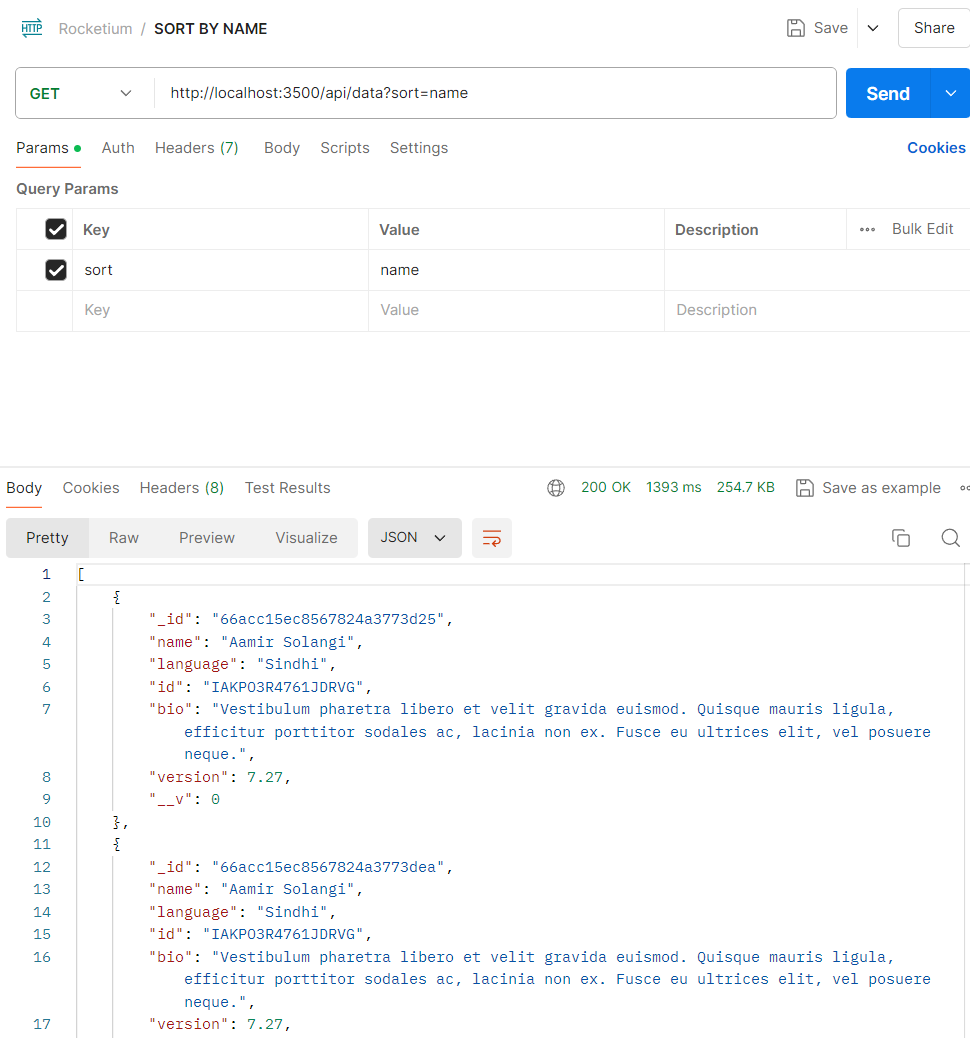 HTTP Rocketium / SORT BY NAME Save Share
GET http://localhost:3500/api/data?sort=name Send
Params Auth Headers (7) Body Scripts Settings Cookies
Query Params
Key Value Description ••• Bulk Edit
sort name
Key Value Description
Body Cookies Headers (8) Test Results 200 OK 1393 ms 254.7 KB Save as example
Pretty Raw Preview Visualize JSON
1 [
2 {
3 "_id": "66acc15ec8567824a3773d25",
4 "name": "Aamir Solangi",
5 "language": "Sindhi",
6 "id": "IAKPO3R4761JDRVG",
7 "bio": "Vestibulum pharetra libero et velit gravida euismod. Quisque mauris ligula,
efficitur porttitor sodales ac, lacinia non ex. Fusce eu ultrices elit, vel posuere
neque.",
8 "version": 7.27,
9 "__v": 0
10 },
11 {
12 "_id": "66acc15ec8567824a3773dea",
13 "name": "Aamir Solangi",
14 "language": "Sindhi",
15 "id": "IAKPO3R4761JDRVG",
16 "bio": "Vestibulum pharetra libero et velit gravida euismod. Quisque mauris ligula,
efficitur porttitor sodales ac, lacinia non ex. Fusce eu ultrices elit, vel posuere
neque.",
17 "version": 7.27,